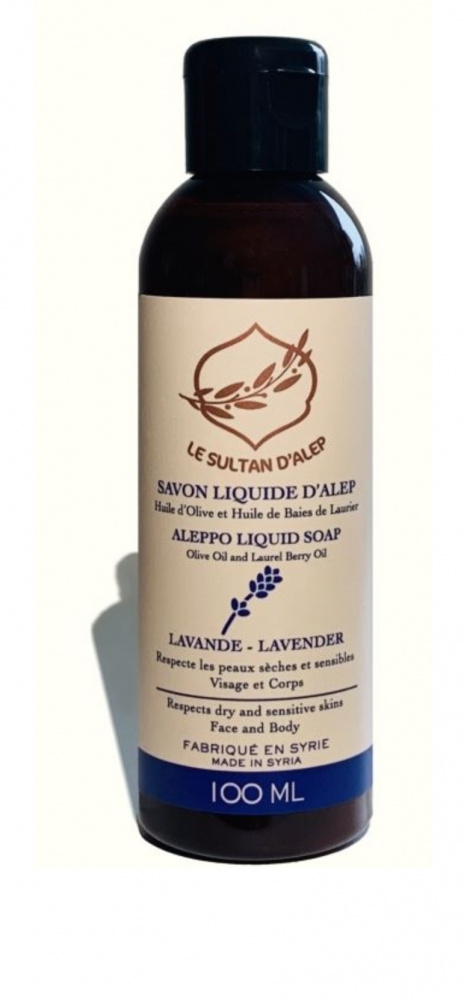 LE SULTAN D'ALEP
SAVON LIQUIDE D'ALEP
Huile d'Olive et Huile de Baies de Laurier
ALEPPO LIQUID SOAP
Olive Oil and Laurel Berry Oil
LAVANDE - LAVENDER
Respecte les peaux sèches et sensibles
Visage et Corps
Respects dry and sensitive skins
Face and Body
FABRIQUÉ EN SYRIE
MADE IN SYRIA
100 ML